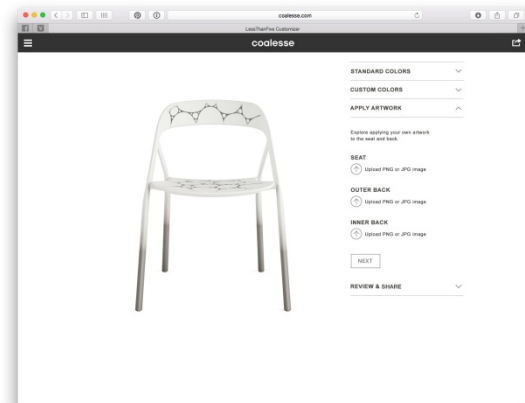 coalesse.com
LessThanFive Customizer
coalesse
STANDARD COLORS
CUSTOM COLORS
APPLY ARTWORK
Explore applying your own artwork
to the seat and back.
SEAT
Upload PNG or JPG image
OUTER BACK
Upload PNG or JPG image
INNER BACK
Upload PNG or JPG image
NEXT
REVIEW & SHARE